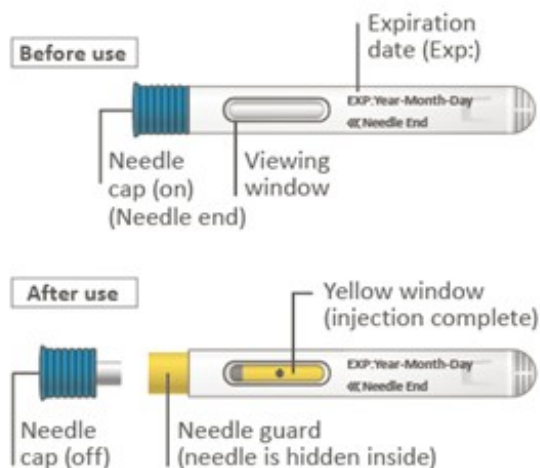 Before use
Expiration
date (Exp:)
EXP:Year-Month-Day
≪Needle End
Needle
cap (on)
(Needle end)
Viewing
window
After use
Yellow window
(injection complete)
EXP:Year-Month-Day
≪Needle End
Needle
cap (off)
Needle guard
(needle is hidden inside)